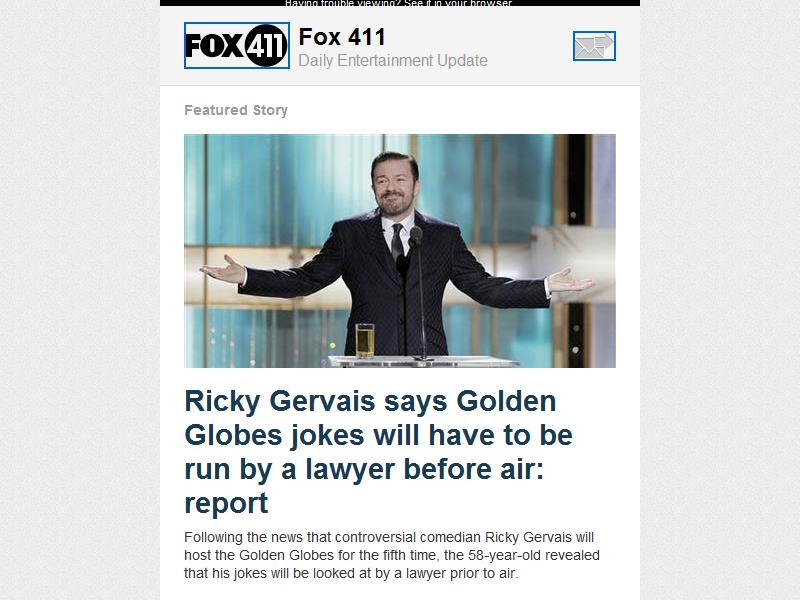 Having trouble viewing? See it in your browser
FOX 411
Fox 411
Daily Entertainment Update
Featured Story
Ricky Gervais says Golden
Globes jokes will have to be
run by a lawyer before air:
report
Following the news that controversial comedian Ricky Gervais will
host the Golden Globes for the fifth time, the 58-year-old revealed
that his jokes will be looked at by a lawyer prior to air.